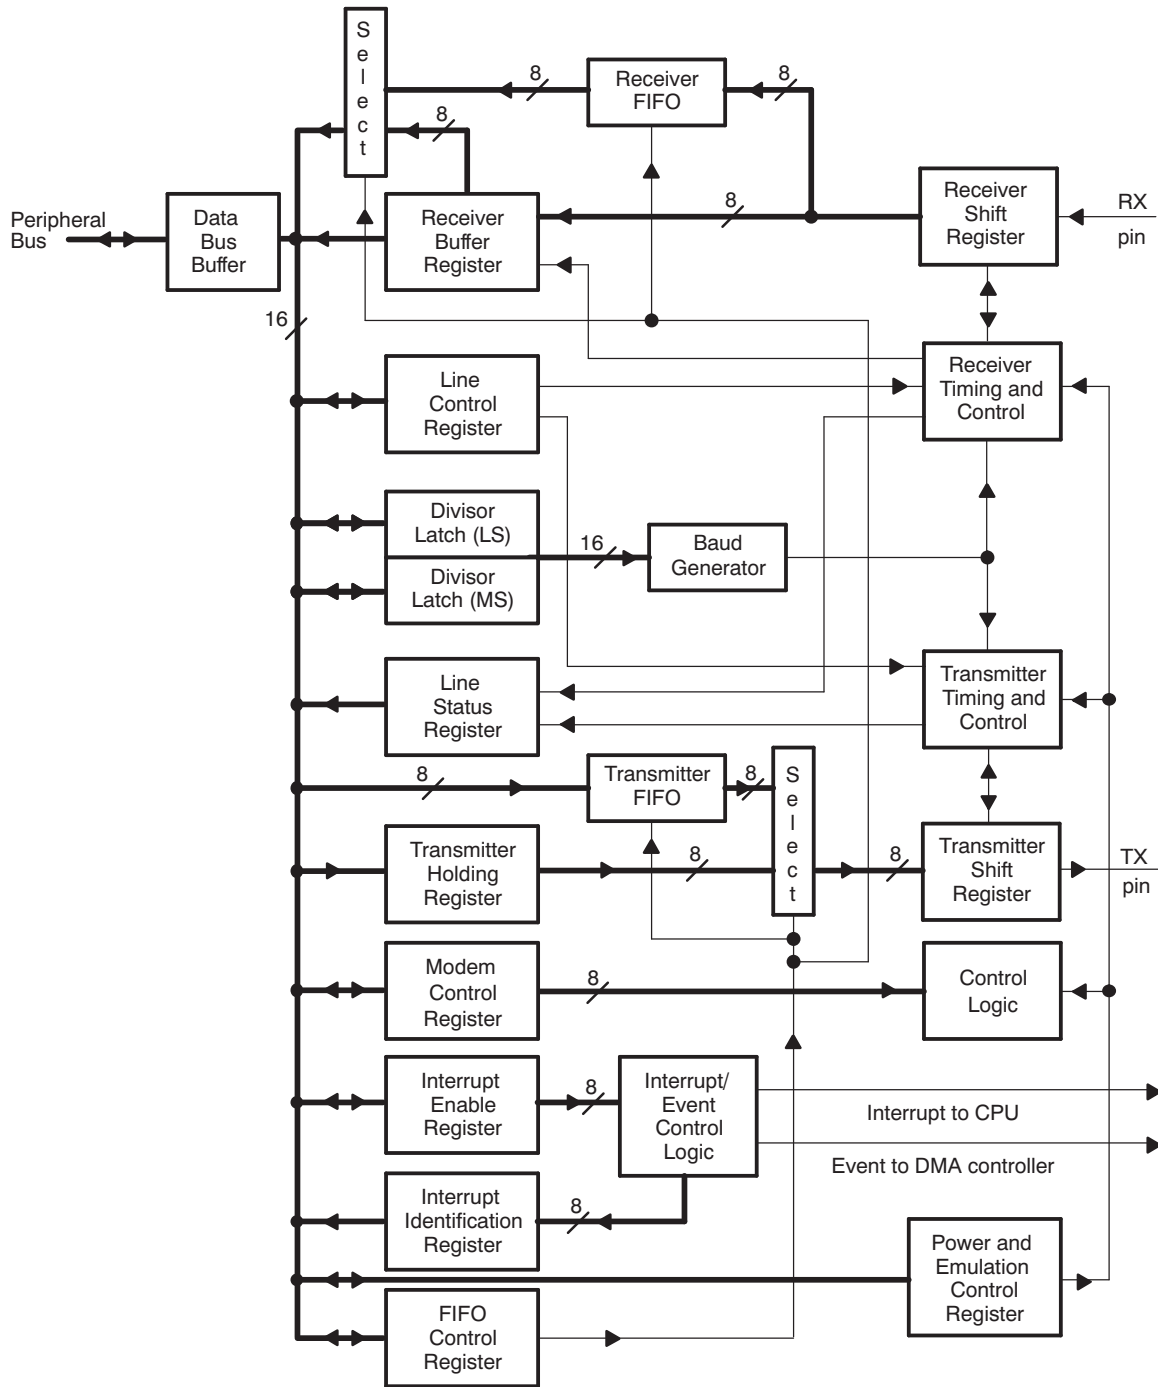 S
e
l
e
c
t
8
Receiver
FIFO
8
8
Receiver
Shift
Register
RX
pin
Peripheral
Bus
Data
Bus
Buffer
Receiver
Buffer
Register
8
16
Line
Control
Register
Receiver
Timing and
Control
Divisor
Latch (LS)
Divisor
Latch (MS)
16
Baud
Generator
Line
Status
Register
Transmitter
Timing and
Control
8
Transmitter
FIFO
8
S
e
l
e
c
t
Transmitter
Holding
Register
8
8
Transmitter
Shift
Register
TX
pin
Modem
Control
Register
8
Control
Logic
Interrupt
Enable
Register
8
Interrupt/
Event
Control
Logic
Interrupt to CPU
Event to DMA controller
Interrupt
Identification
Register
8
Power and
Emulation
Control
Register
FIFO
Control
Register